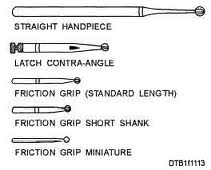 STRAIGHT HANDPIECE
LATCH CONTRA-ANGLE
FRICTION GRIP (STANDARD LENGTH)
FRICTION GRIP SHORT SHANK
FRICTION GRIP MINIATURE
DTB1f1113